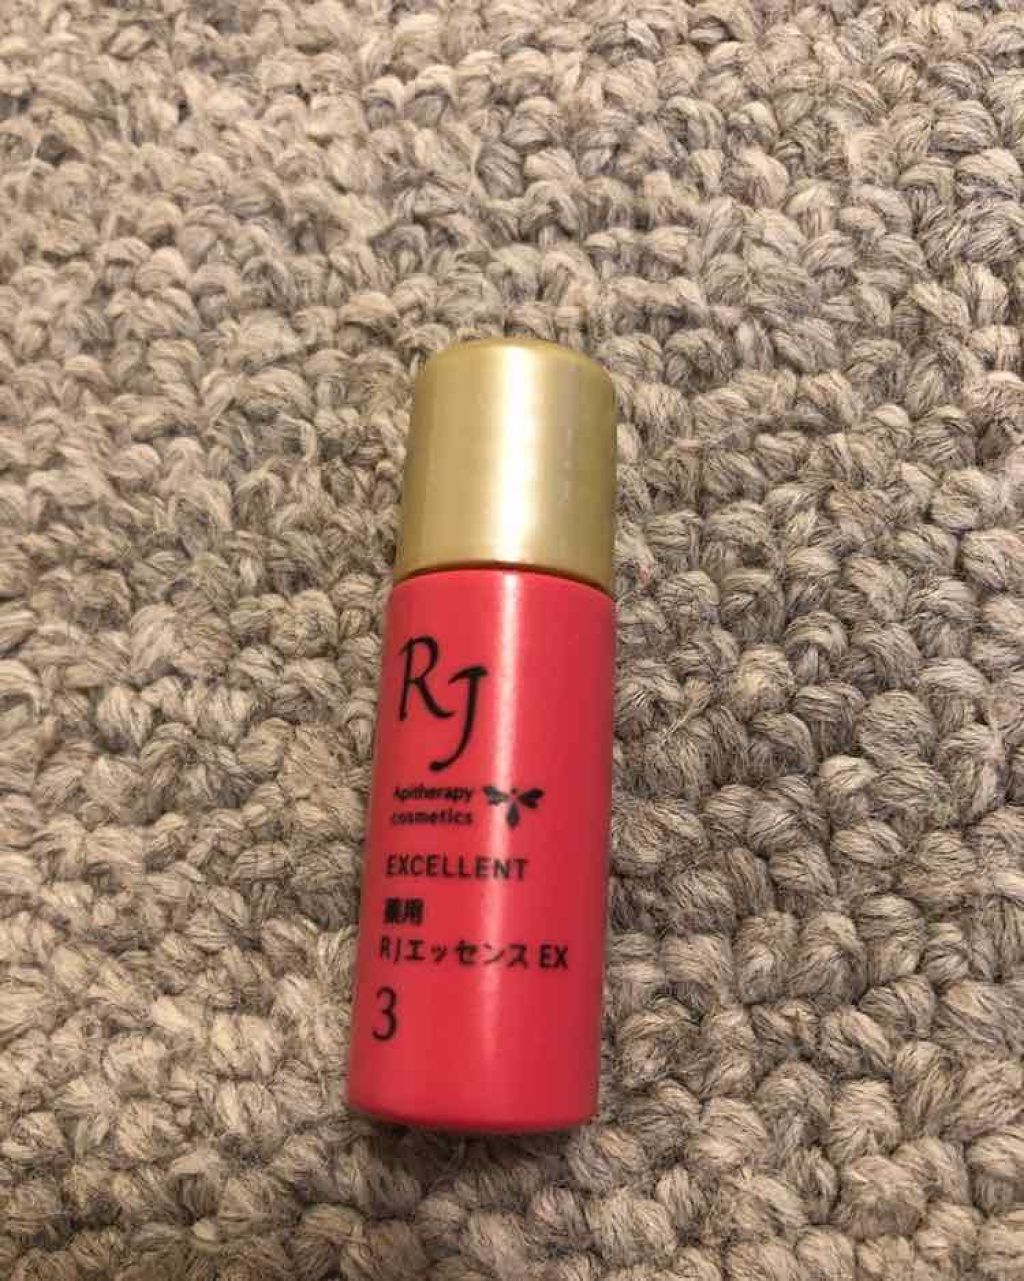 RJ
Apitherapy
cosmetics
EXCELLENT
薬用
RJエッセンス EX
3